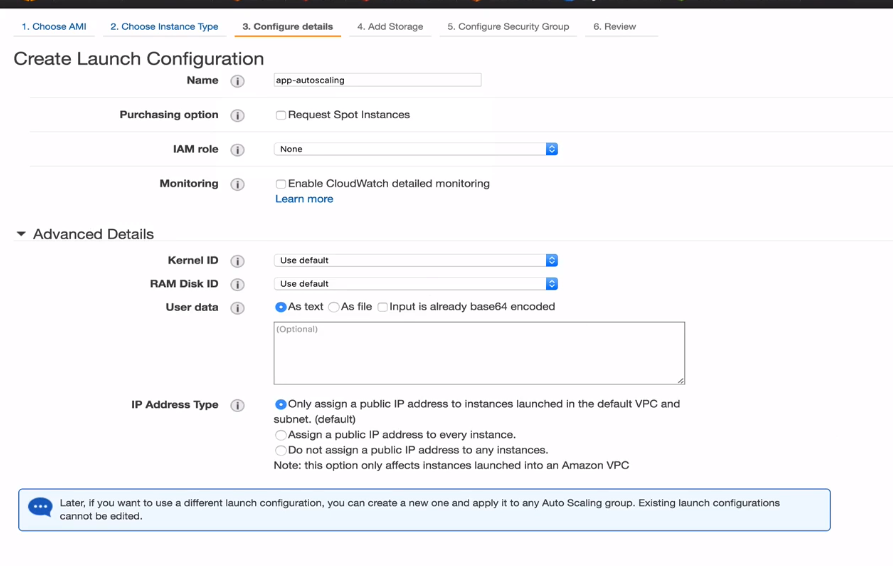 1. Choose AMI 2. Choose Instance Type 3. Configure details 4. Add Storage 5. Configure Security Group 6. Review
Create Launch Configuration
Name i app-autoscaling
Purchasing option i Request Spot Instances
IAM role i None
Monitoring i Enable CloudWatch detailed monitoring
Learn more
Advanced Details
Kernel ID i Use default
RAM Disk ID i Use default
User data i As text As file Input is already base64 encoded
(Optional)
IP Address Type i Only assign a public IP address to instances launched in the default VPC and
subnet. (default)
Assign a public IP address to every instance.
Do not assign a public IP address to any instances.
Note: this option only affects instances launched into an Amazon VPC
Later, if you want to use a different launch configuration, you can create a new one and apply it to any Auto Scaling group. Existing launch configurations
cannot be edited.